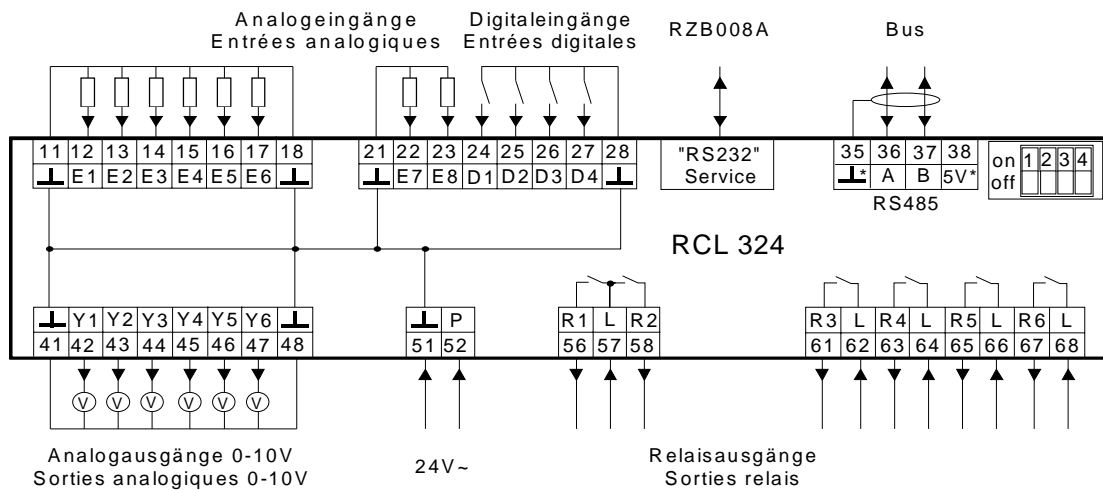 Analogeingänge
Entrées analogiques
Digitaleingänge
Entrées digitales
RZB008A
Bus
11 12 13 14 15 16 17 18
E1 E2 E3 E4 E5 E6
21 22 23 24 25 26 27 28
E7 E8 D1 D2 D3 D4
"RS232"
Service
35 36 37 38
* A B 5V*
RS485
on 1 2 3 4
off
RCL 324
Y1 Y2 Y3 Y4 Y5 Y6
41 42 43 44 45 46 47 48
P
51 52
R1 L R2
56 57 58
R3 L R4 L R5 L R6 L
61 62 63 64 65 66 67 68
V V V V V V
Analogausgänge 0-10V
Sorties analogiques 0-10V
24V~
Relaisausgänge
Sorties relais